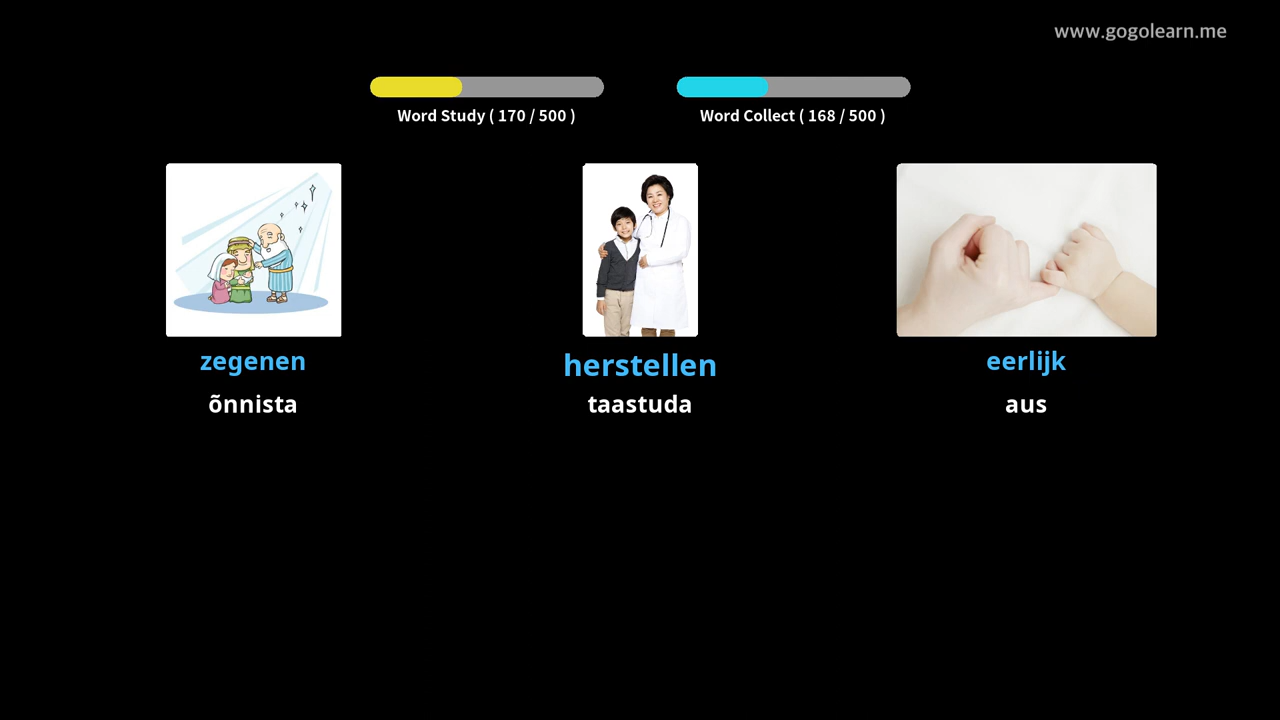 www.gogolearn.me
Word Study ( 170 / 500 )
Word Collect ( 168 / 500 )
zegenen
õnnista
herstellen
taastuda
eerlijk
aus